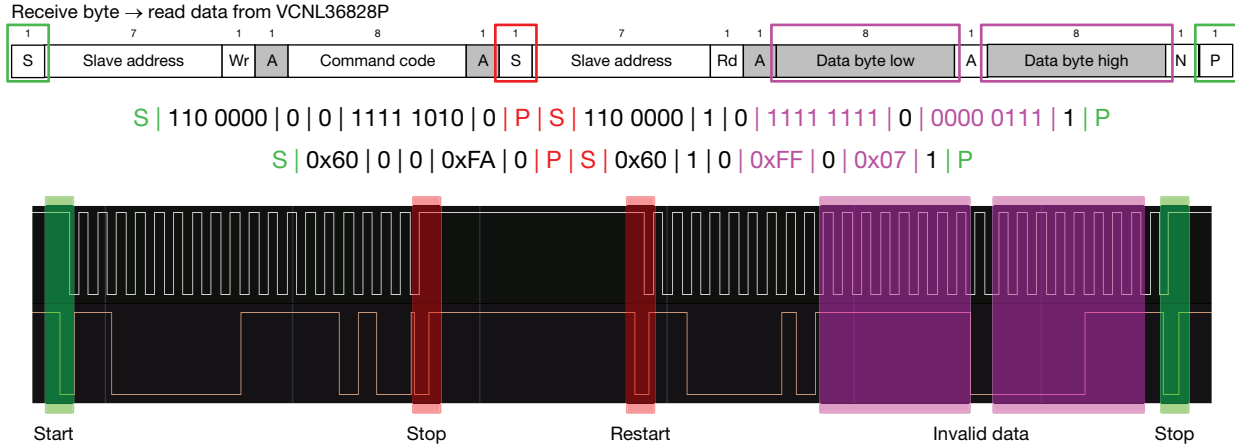 Receive byte → read data from VCNL36828P
1 7 1 1 8 1 1 7 1 1 8 1 8 1 1
S Slave address Wr A Command code A S Slave address Rd A Data byte low A Data byte high N P
S | 110 0000 | 0 | 0 | 1111 1010 | 0 | P | S | 110 0000 | 1 | 0 | 1111 1111 | 0 | 0000 0111 | 1 | P
S | 0x60 | 0 | 0 | 0xFA | 0 | P | S | 0x60 | 1 | 0 | 0xFF | 0 | 0x07 | 1 | P
Start Stop Restart Invalid data Stop